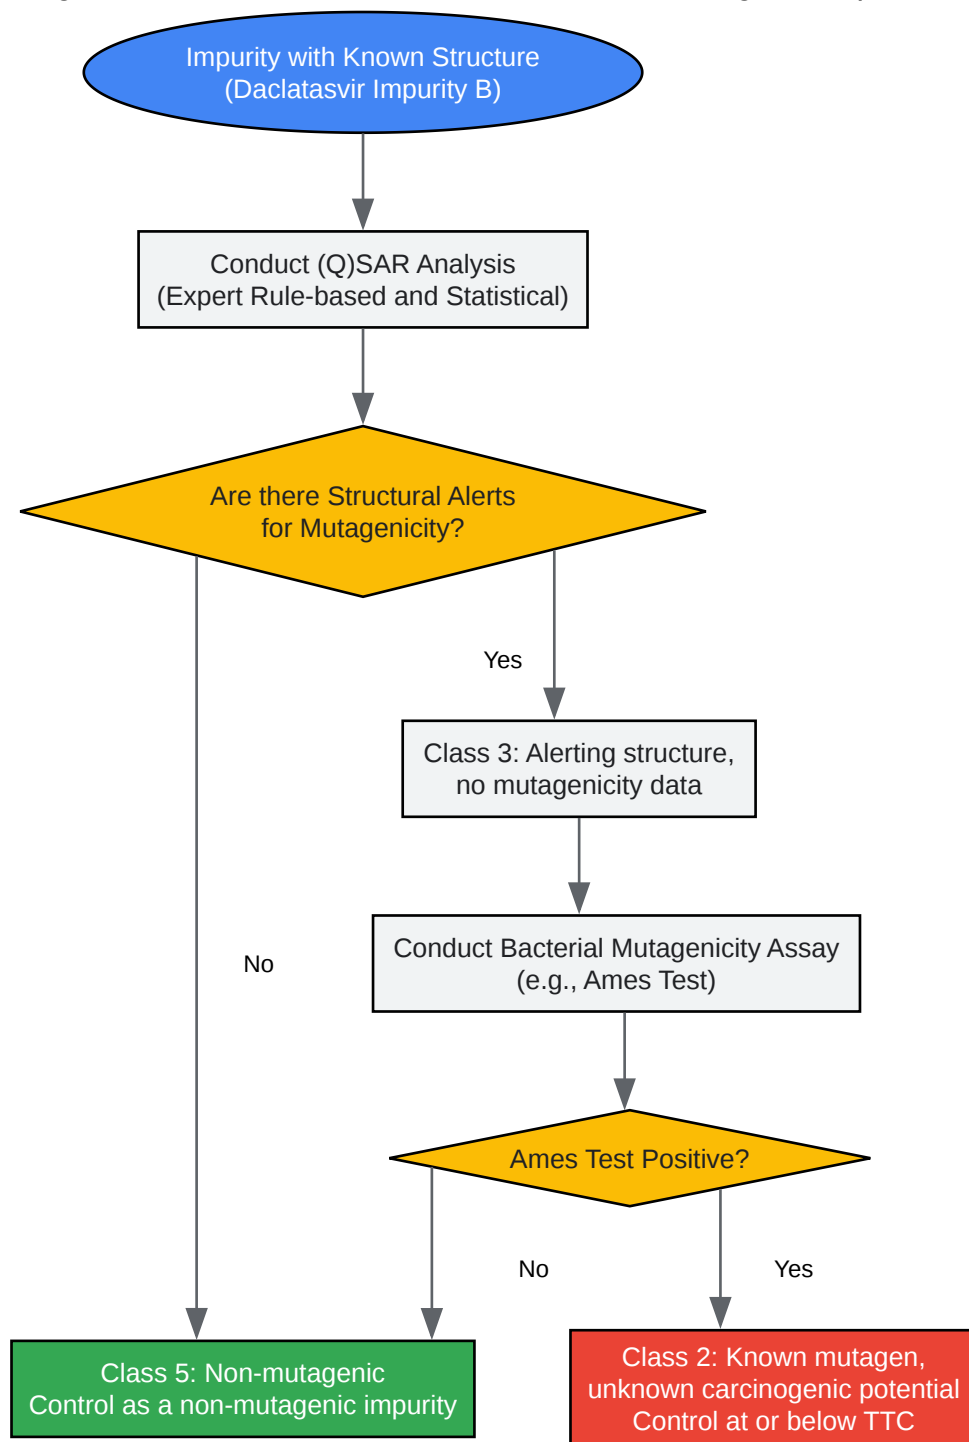 Impurity with Known Structure
(Daclatasvir Impurity B)
Conduct (Q)SAR Analysis
(Expert Rule-based and Statistical)
Are there Structural Alerts
for Mutagenicity?
Yes
Class 3: Alerting structure,
no mutagenicity data
No
Conduct Bacterial Mutagenicity Assay
(e.g., Ames Test)
Ames Test Positive?
No
Yes
Class 5: Non-mutagenic
Control as a non-mutagenic impurity
Class 2: Known mutagen,
unknown carcinogenic potential
Control at or below TTC